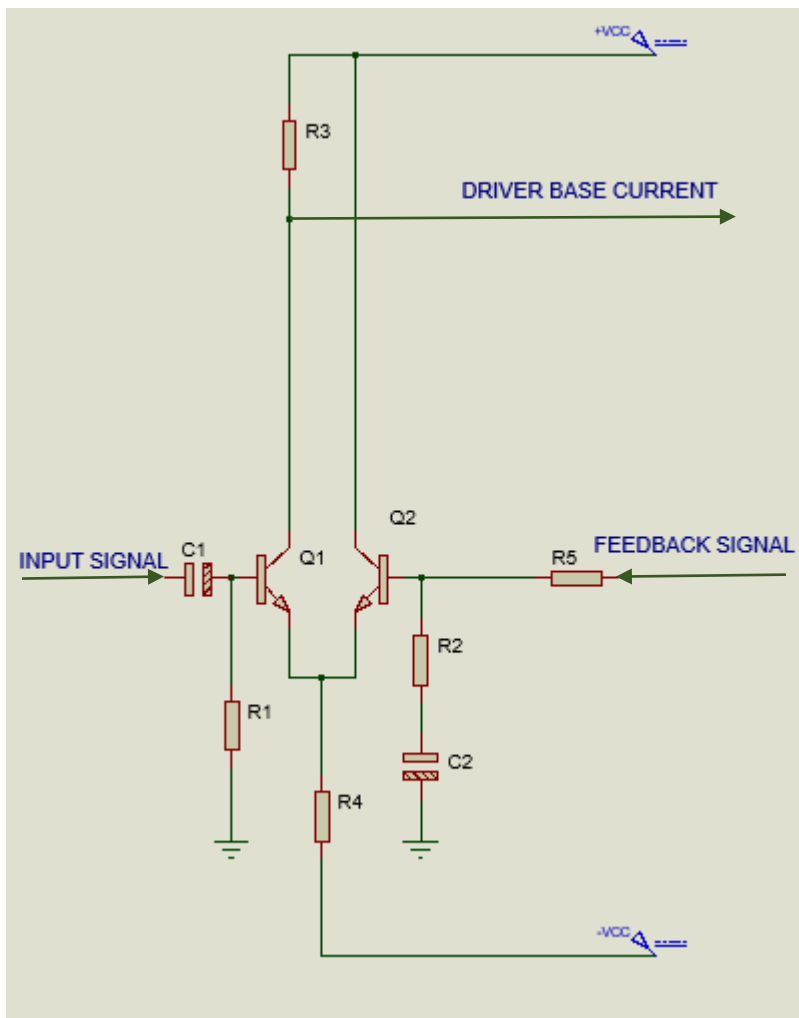 +VCC
R3
DRIVER BASE CURRENT
Q2
INPUT SIGNAL
C1
Q1
R5
FEEDBACK SIGNAL
R2
R1
C2
R4
-VCC